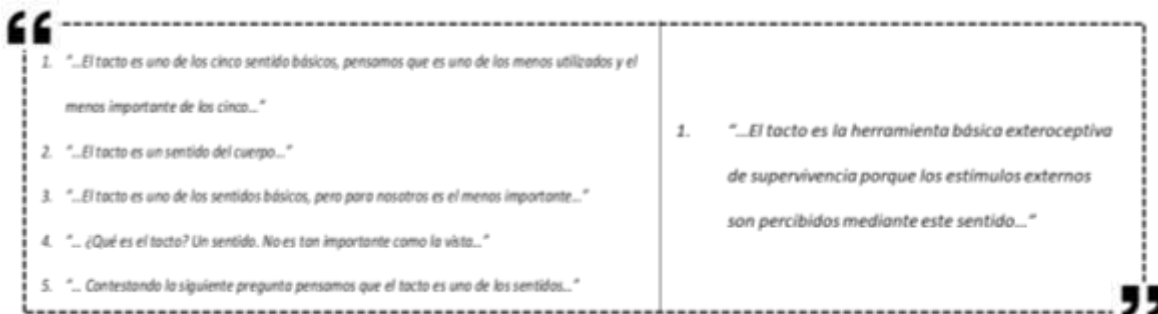 1. "...El tacto es uno de los cinco sentido básicos, pensamos que es uno de los menos utilizados y el
menos importante de los cinco..."
2. "...El tacto es un sentido del cuerpo..."
3. "...El tacto es uno de los sentidos básicos, pero para nosotros es el menos importante..."
4. "... ¿Qué es el tacto? Un sentido. No es tan importante como la vista..."
5. "... Contestando la siguiente pregunta pensamos que el tacto es uno de los sentidos..."
1. "...El tacto es la herramienta básica exteroceptiva
de supervivencia porque los estímulos externos
son percibidos mediante este sentido..."